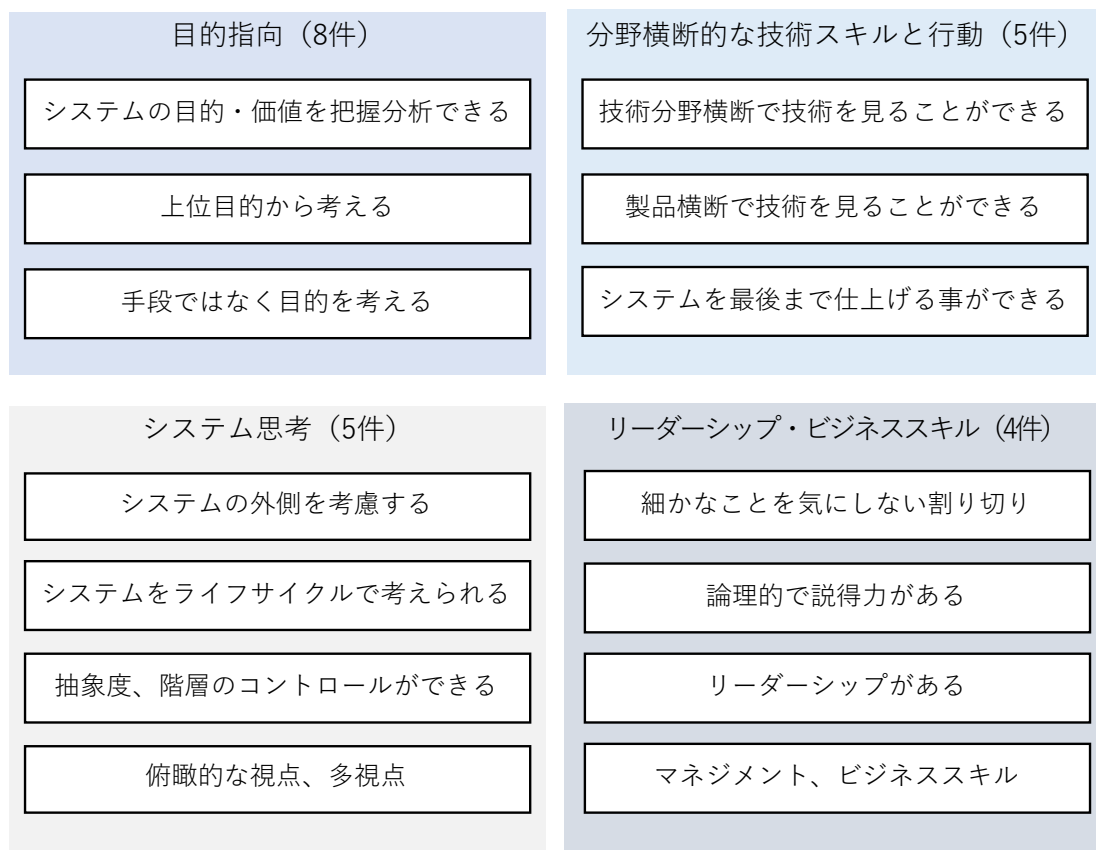 目的指向（8件）
システムの目的・価値を把握分析できる
上位目的から考える
手段ではなく目的を考える
分野横断的な技術スキルと行動（5件）
技術分野横断で技術を見ることができる
製品横断で技術を見ることができる
システムを最後まで仕上げる事ができる
システム思考（5件）
システムの外側を考慮する
システムをライフサイクルで考えられる
抽象度、階層のコントロールができる
俯瞰的な視点、多視点
リーダーシップ・ビジネススキル（4件）
細かなことを気にしない割り切り
論理的で説得力がある
リーダーシップがある
マネジメント、ビジネススキル